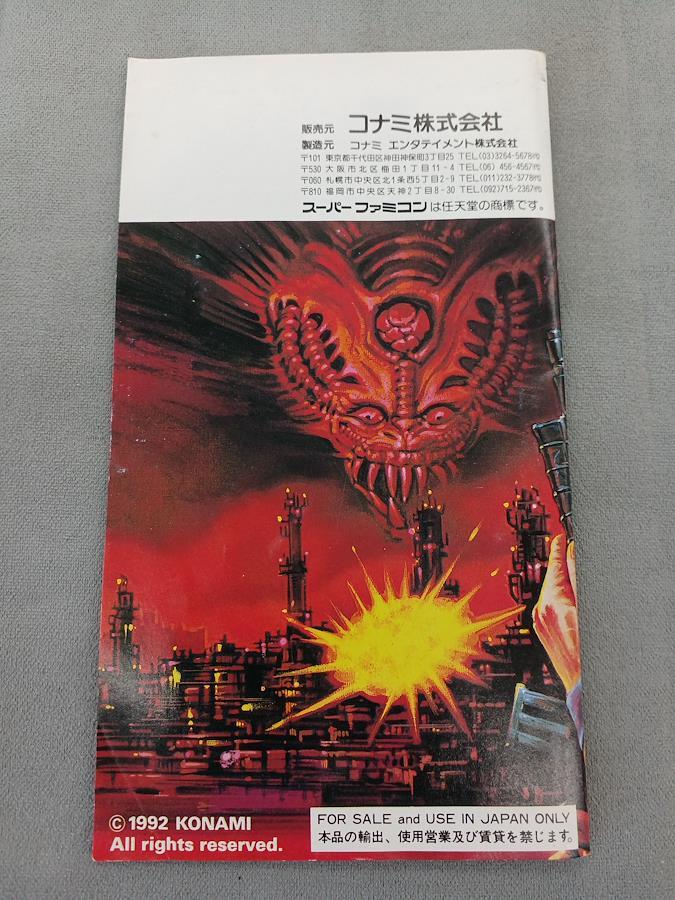 販売元 コナミ株式会社
製造元 コナミ エンタテイメント株式会社
〒101 東京都千代田区神田神保町3丁目25 TEL(03)3264-5678㈹
〒530 大阪市北区梅田1丁目11-4 TEL(06) 456-4567㈹
〒060 札幌市中央区北1条西5丁目2-9 TEL(011)232-3778㈹
〒810 福岡市中央区天神2丁目8-30 TEL(092)715-2367㈹
スーパーファミコンは任天堂の商標です。
©1992 KONAMI
All rights reserved.
FOR SALE and USE IN JAPAN ONLY
本品の輸出、使用営業及び賃貸を禁じます。